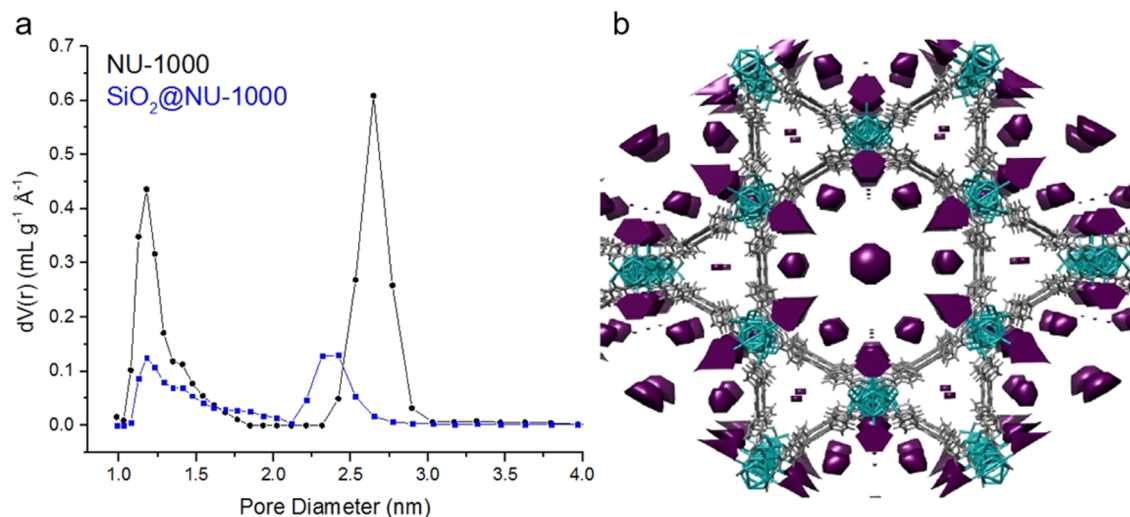 a
b
0.7
NU-1000
SiO₂@NU-1000
0.6
0.5
0.4
0.3
0.2
0.1
0.0
dV(r) (mL g⁻¹ Å⁻¹)
1.0 1.5 2.0 2.5 3.0 3.5 4.0
Pore Diameter (nm)